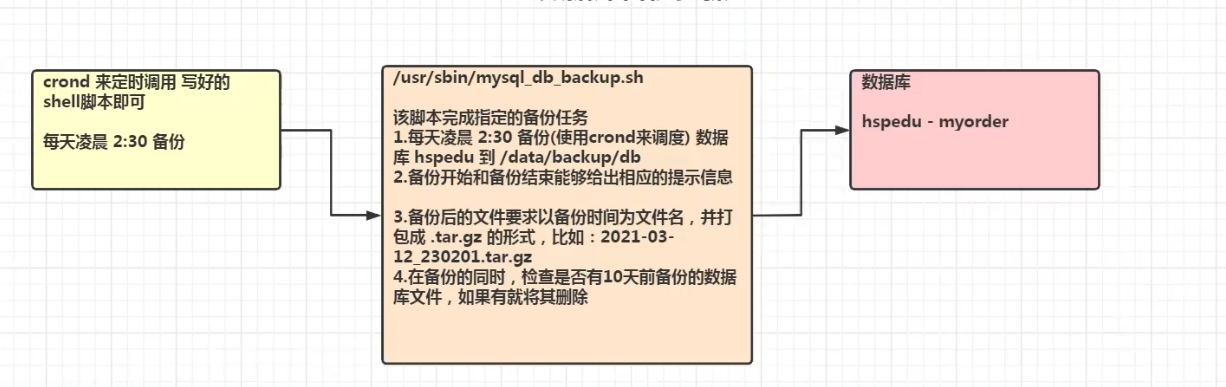 crond 来定时调用 写好的
shell脚本即可
每天凌晨 2:30 备份
/usr/sbin/mysql_db_backup.sh
该脚本完成指定的备份任务
1.每天凌晨 2:30 备份(使用crond来调度) 数据
库 hspedu 到 /data/backup/db
2.备份开始和备份结束能够给出相应的提示信息
3.备份后的文件要求以备份时间为文件名，并打
包成 .tar.gz 的形式，比如：2021-03-
12_230201.tar.gz
4.在备份的同时，检查是否有10天前备份的数据
库文件，如果有就将其删除
数据库
hspedu - myorder